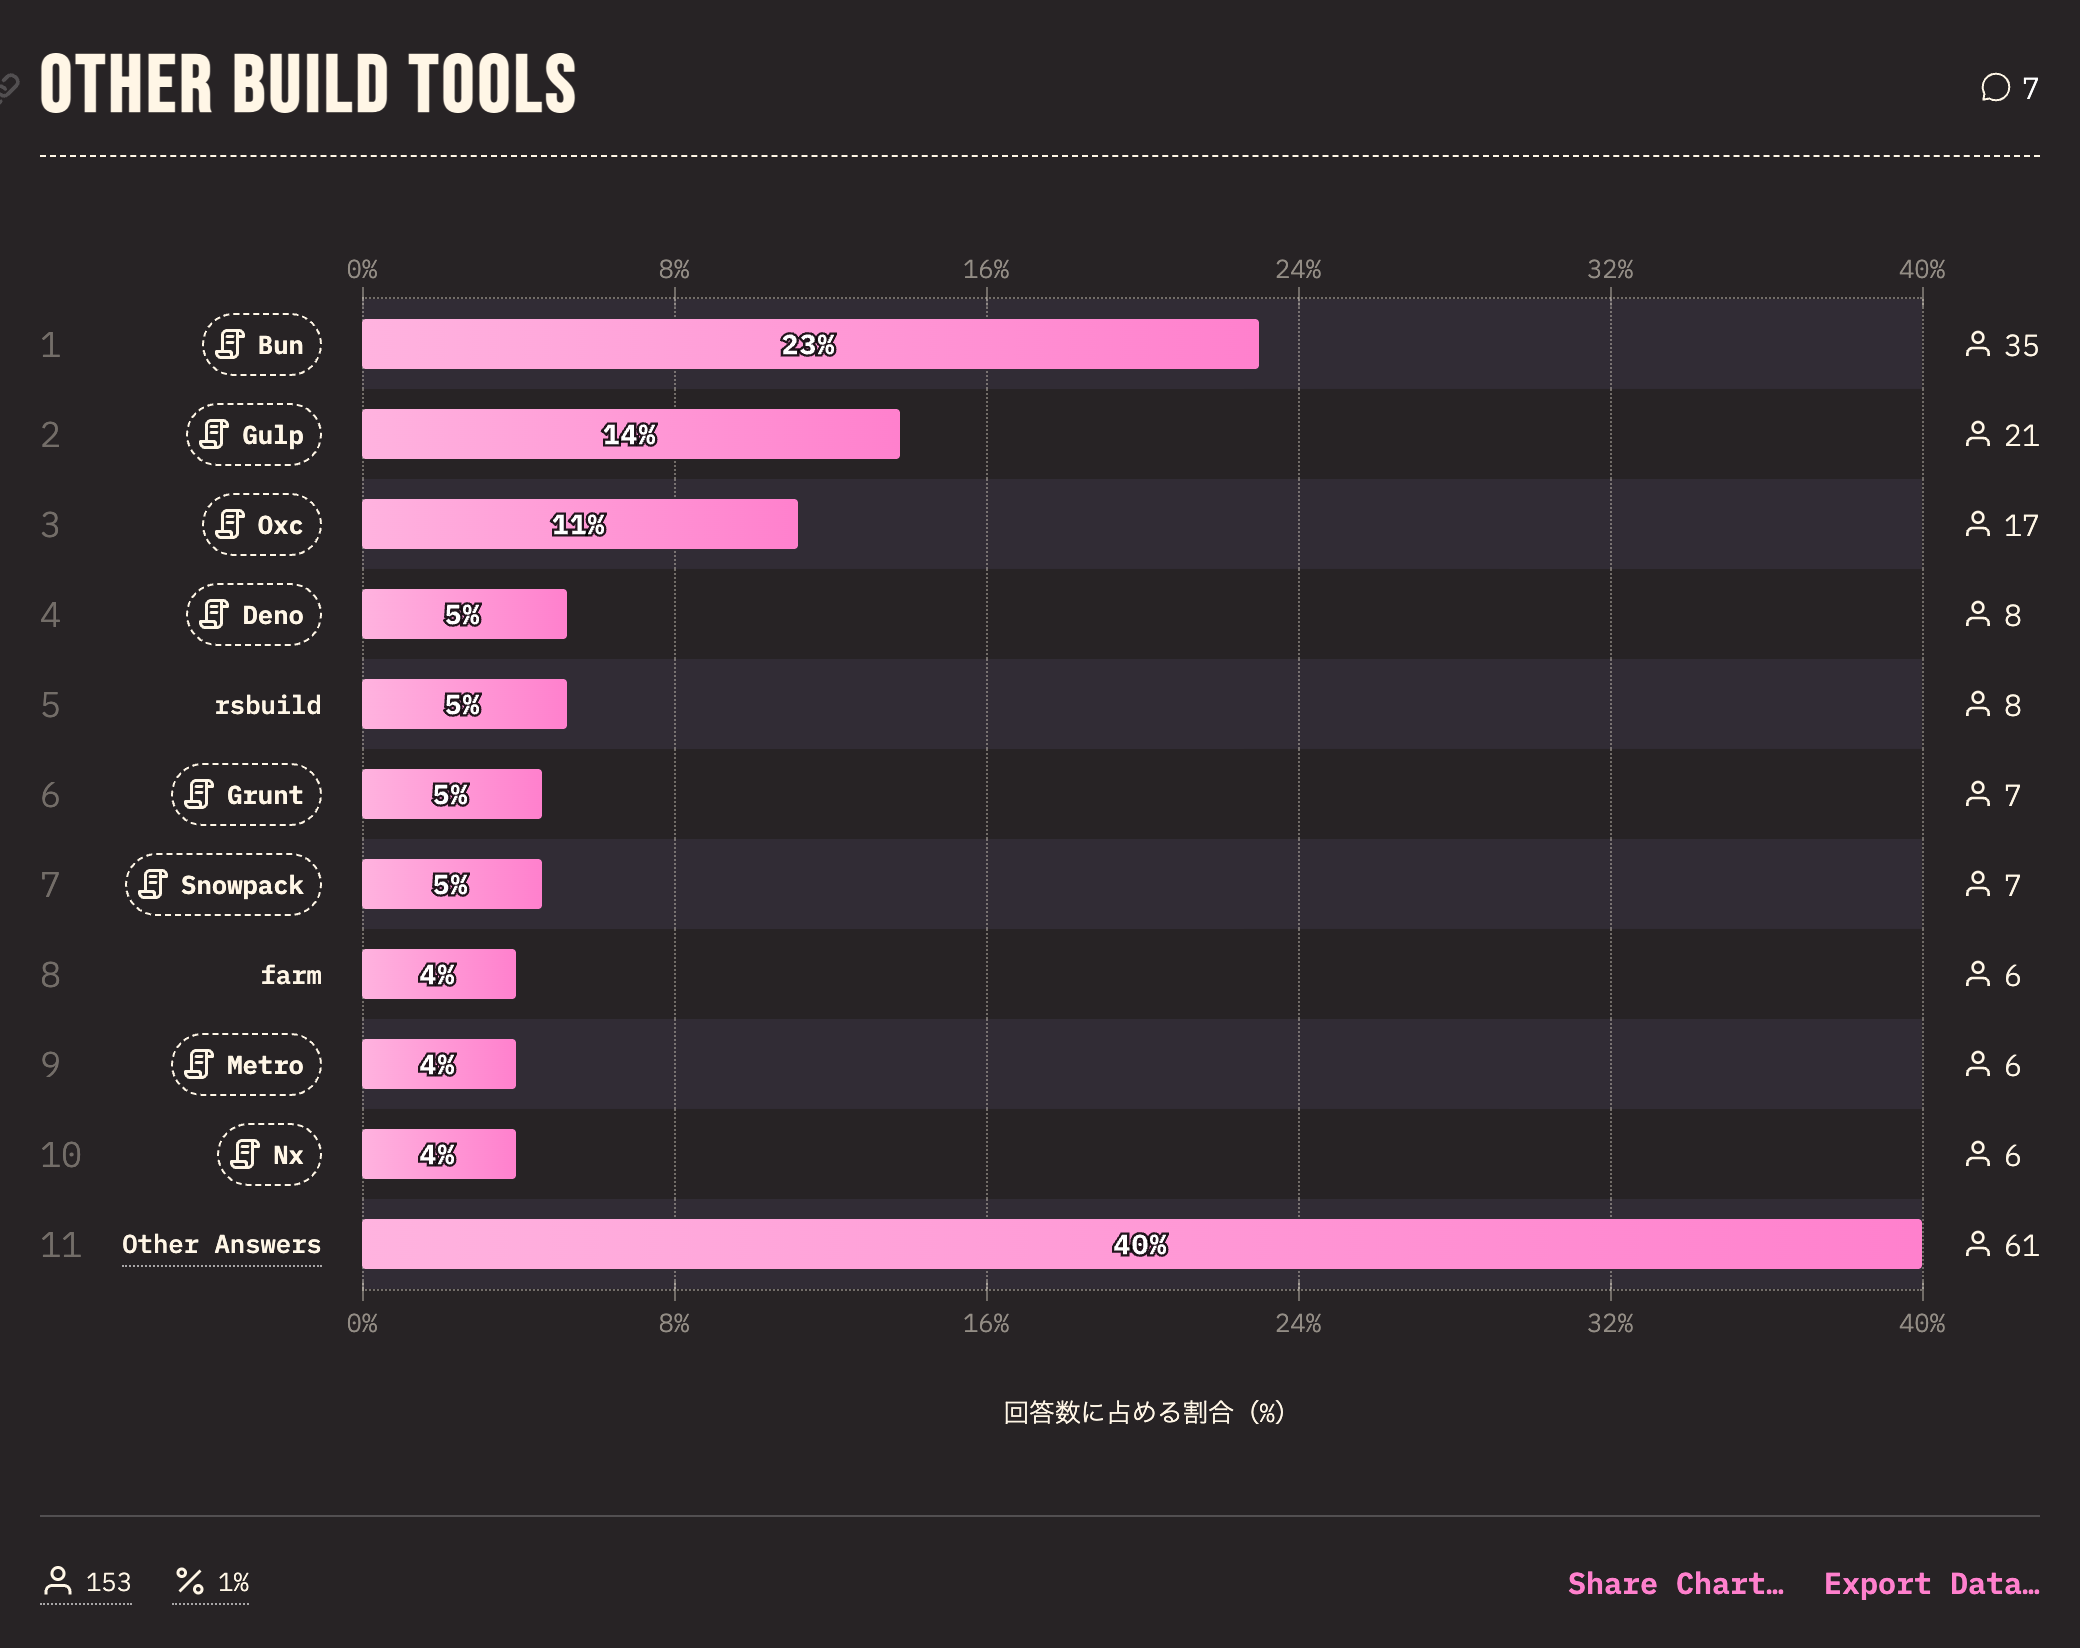 OTHER BUILD TOOLS
7
0% 8% 16% 24% 32% 40%
1 Bun 23% 35
2 Gulp 14% 21
3 Oxc 11% 17
4 Deno 5% 8
5 rsbuild 5% 8
6 Grunt 5% 7
7 Snowpack 5% 7
8 farm 4% 6
9 Metro 4% 6
10 Nx 4% 6
11 Other Answers 40% 61
0% 8% 16% 24% 32% 40%
回答数に占める割合 (%)
153 1% Share Chart… Export Data…